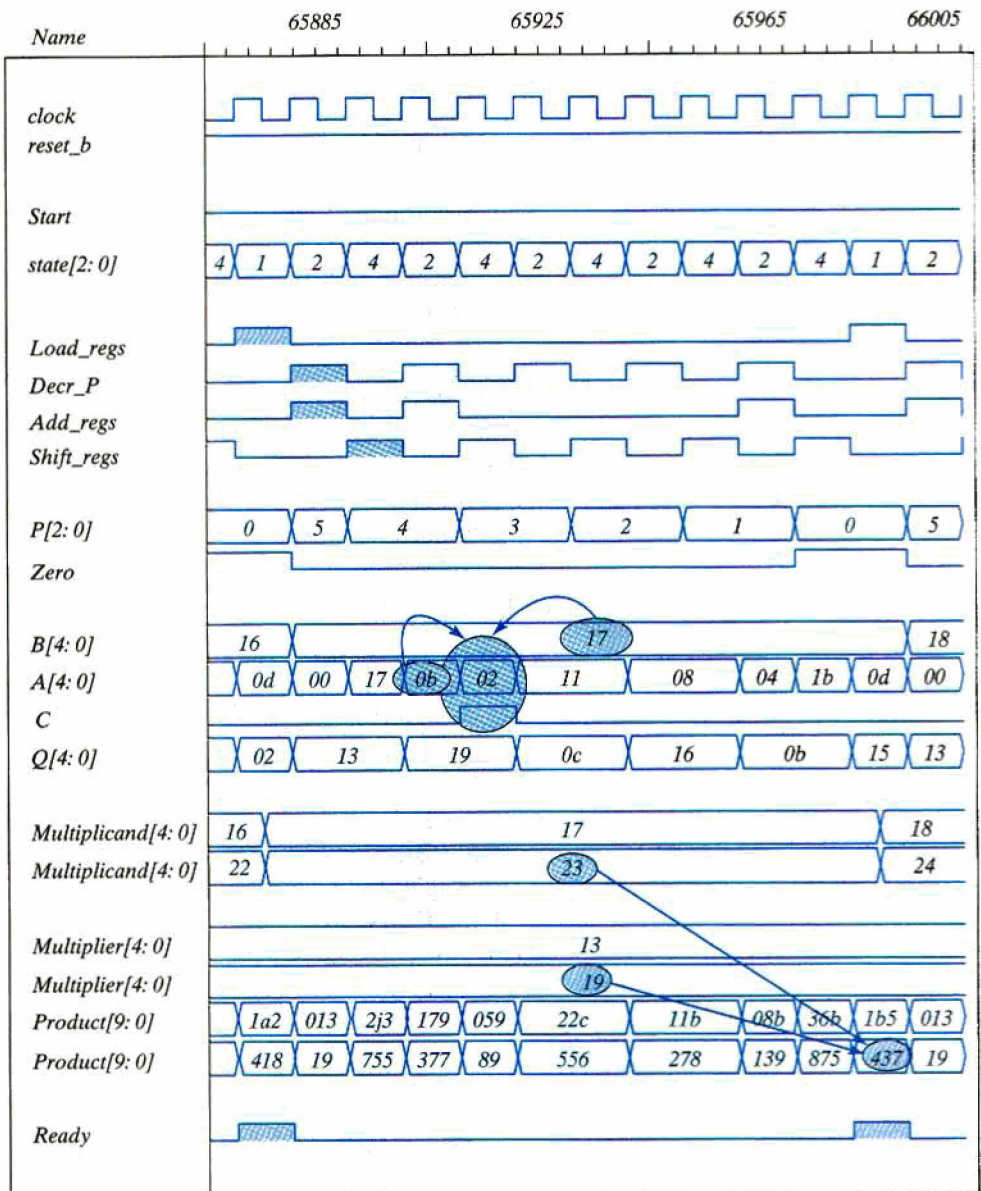 Name 65885 65925 65965 66005
clock
reset_b
Start
state[2: 0] 4 1 2 4 2 4 2 4 2 4 2 4 1 2
Load_regs
Decr_P
Add_regs
Shift_regs
P[2: 0] 0 5 4 3 2 1 0 5
Zero
B[4: 0] 16 17 18
A[4: 0] 0d 00 17 0b 02 11 08 04 1b 0d 00
C
Q[4: 0] 02 13 19 0c 16 0b 15 13
Multiplicand[4: 0] 16 17 18
Multiplicand[4: 0] 22 23 24
Multiplier[4: 0] 13
Multiplier[4: 0] 19
Product[9: 0] 1a2 013 2j3 179 059 22c 11b 08b 36b 1b5 013
Product[9: 0] 418 19 755 377 89 556 278 139 875 437 19
Ready